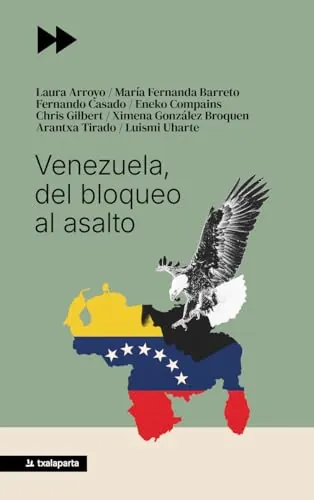 Laura Arroyo / María Fernanda Barreto
Fernando Casado / Eneko Compains
Chris Gilbert / Ximena González Broquen
Arantxa Tirado / Luismi Uharte
Venezuela,
del bloqueo
al asalto
txalaparta